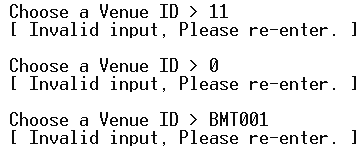 Choose a Venue ID > 11
[ Invalid input, Please re-enter. ]
Choose a Venue ID > 0
[ Invalid input, Please re-enter. ]
Choose a Venue ID > BMT001
[ Invalid input, Please re-enter. ]